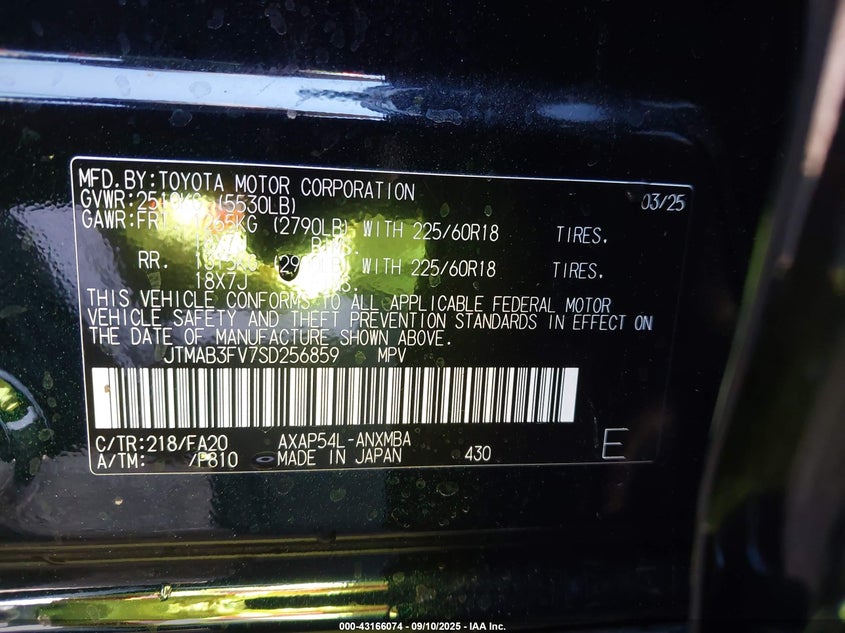 MFD.BY:TOYOTA MOTOR CORPORATION 03/25
GVWR: (5530LB)
GAWR:FRT (2790LB) WITH 225/60R18 TIRES.
RR. WITH 225/60R18 TIRES.
18X7J
THIS VEHICLE CONFORMS TO ALL APPLICABLE FEDERAL MOTOR
VEHICLE SAFETY AND THEFT PREVENTION STANDARDS IN EFFECT ON
THE DATE OF MANUFACTURE SHOWN ABOVE.
JTMAB3FV7SD256859 MPV
C/TR:218/FA20 AXAP54L-ANXMBA
A/TM: /P810 MADE IN JAPAN 430 E
000-43166074 - 09/10/2025 - IAA Inc.